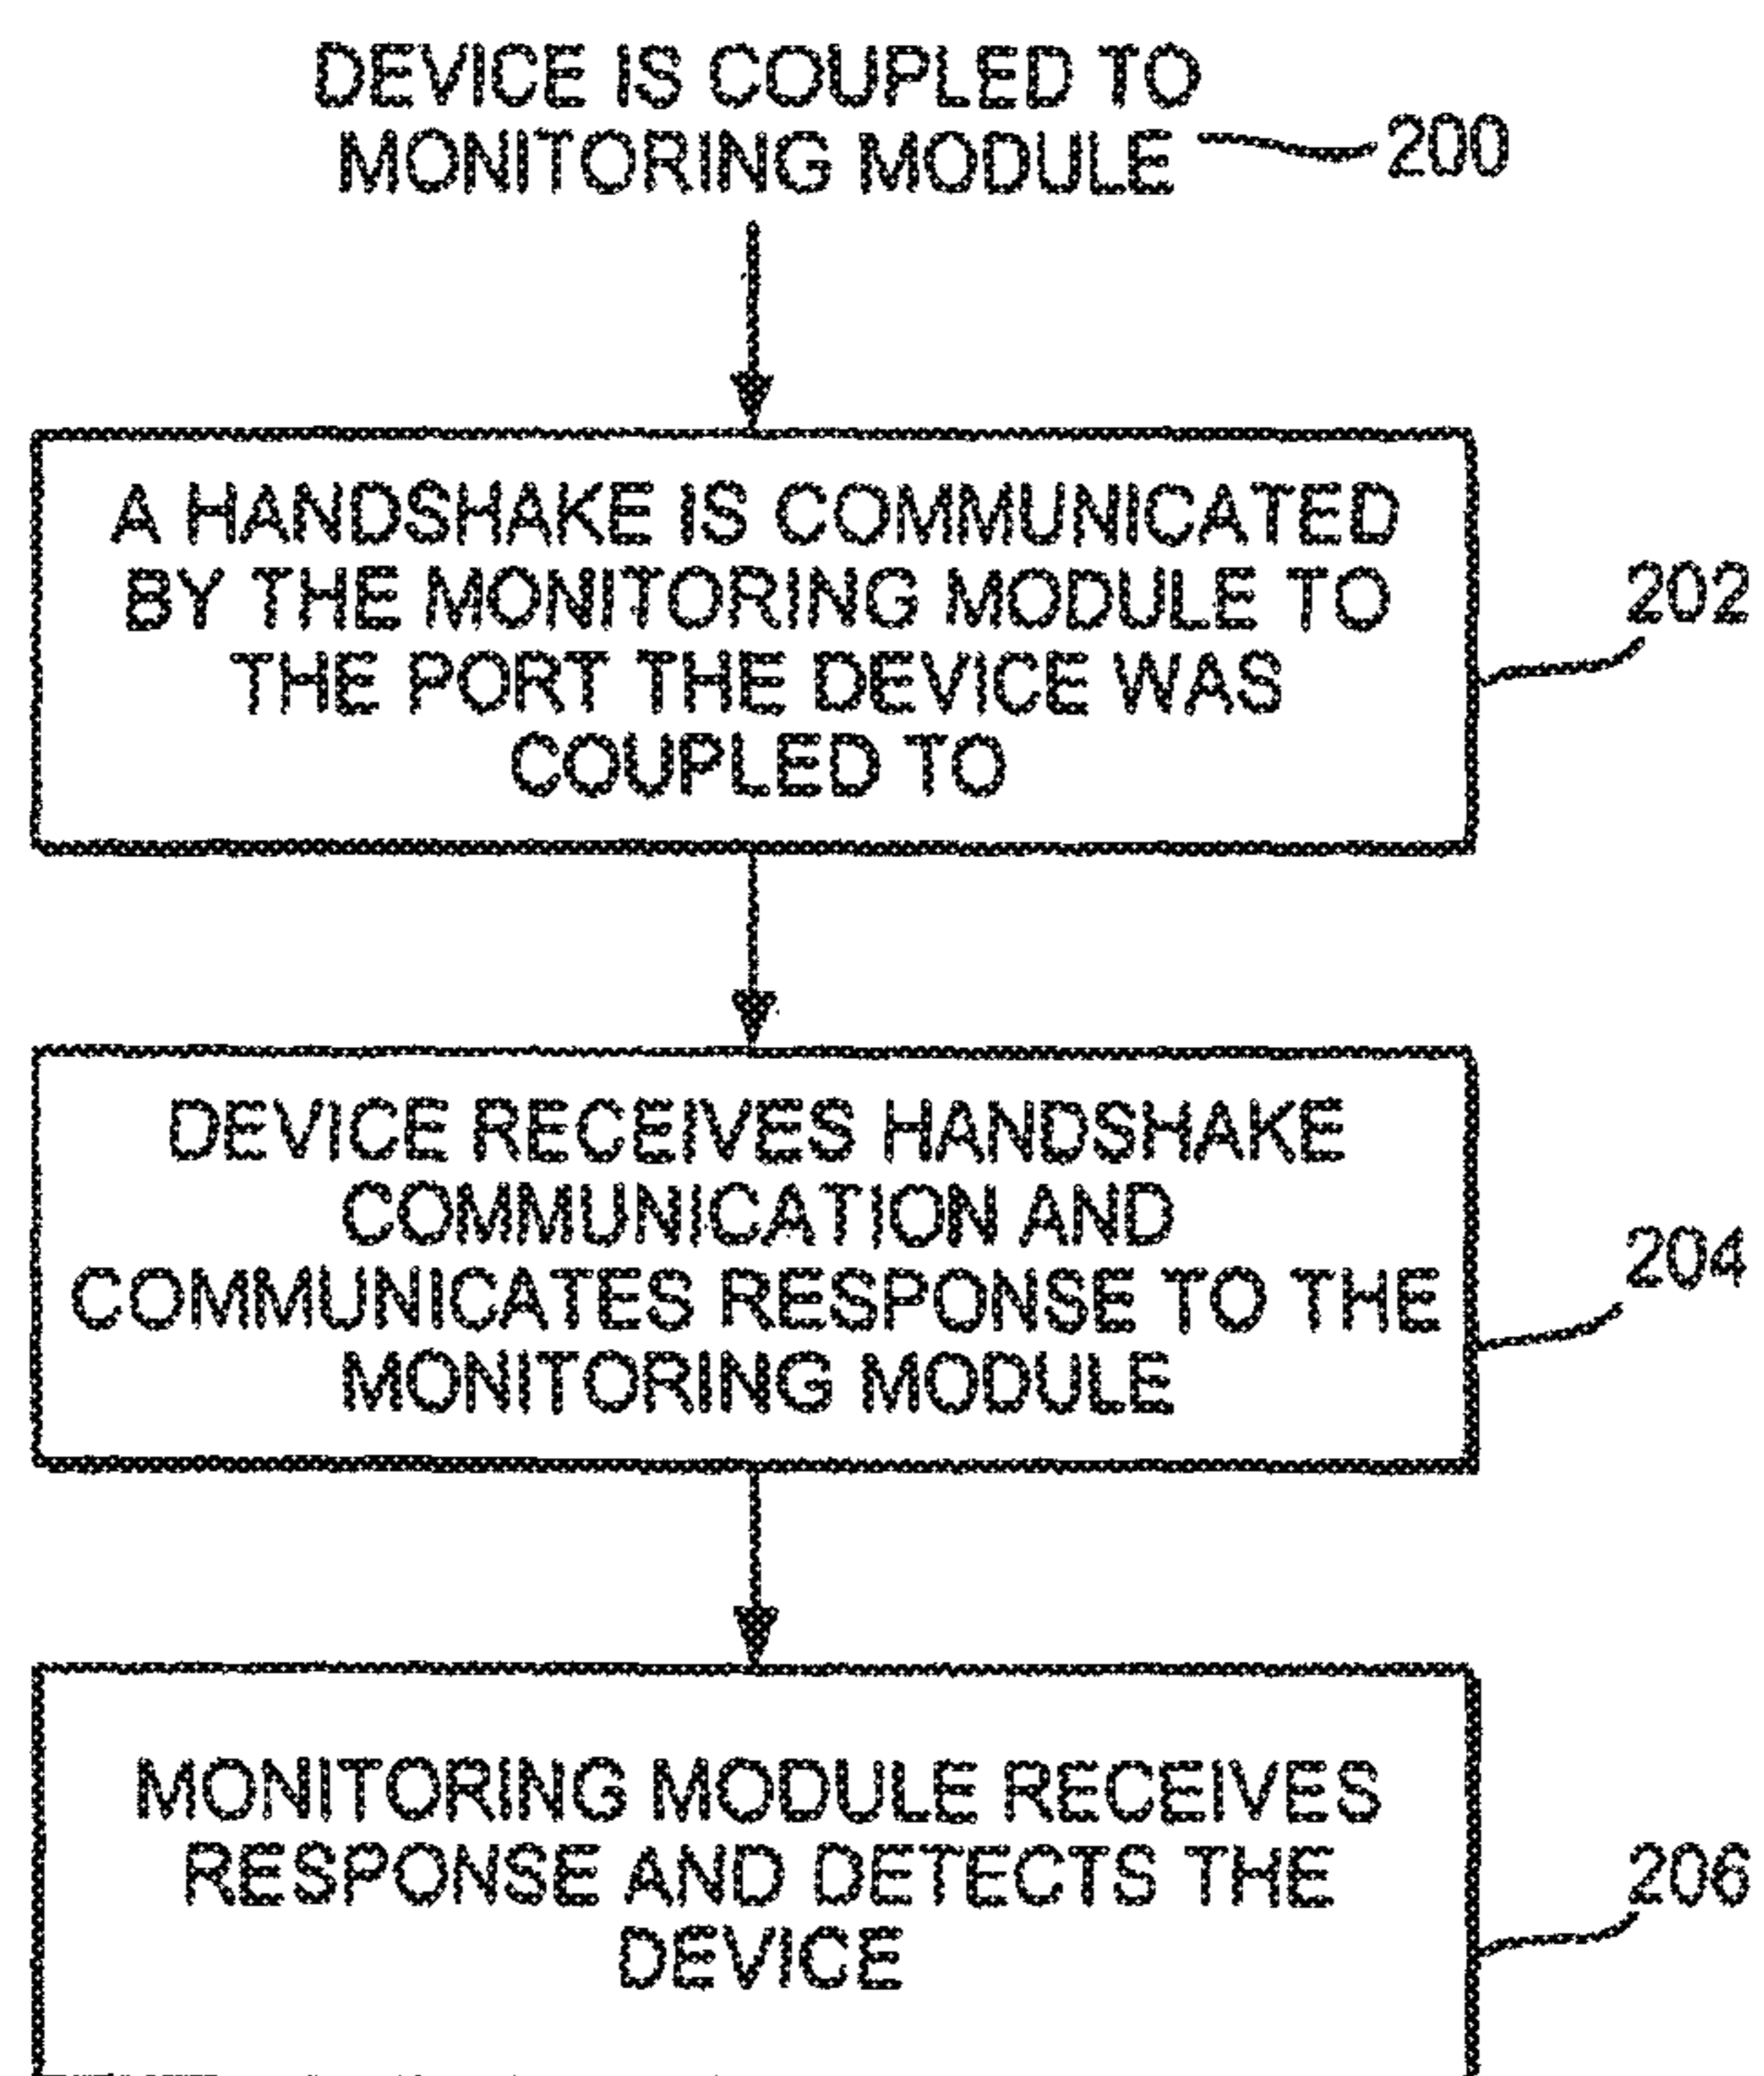 DEVICE IS COUPLED TO
MONITORING MODULE 200
A HANDSHAKE IS COMMUNICATED
BY THE MONITORING MODULE TO
THE PORT THE DEVICE WAS
COUPLED TO
202
DEVICE RECEIVES HANDSHAKE
COMMUNICATION AND
COMMUNICATES RESPONSE TO THE
MONITORING MODULE
204
MONITORING MODULE RECEIVES
RESPONSE AND DETECTS THE
DEVICE
206